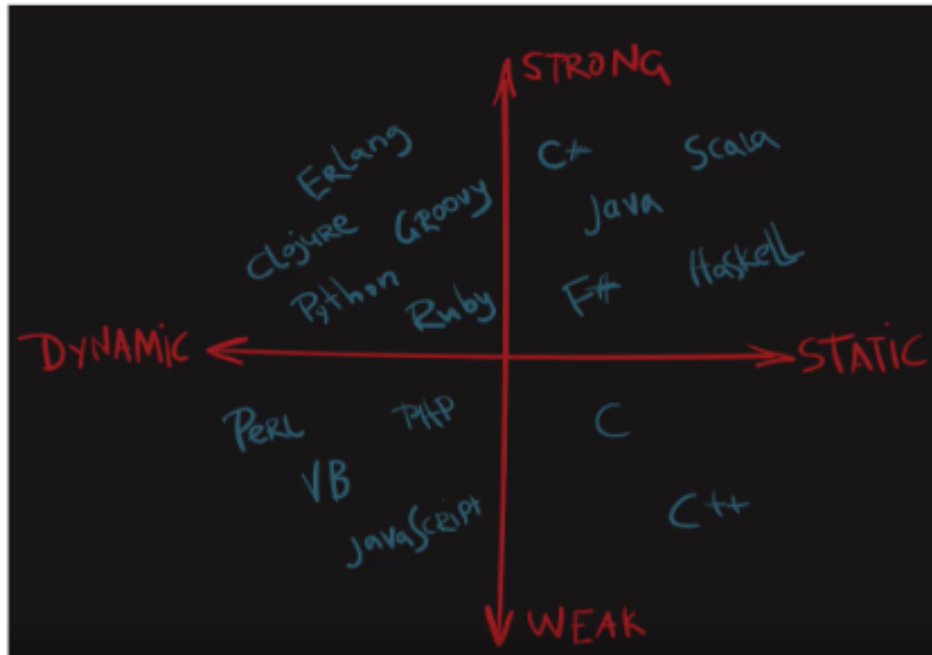 STRONG
ERLang
C#
Scala
Clojure
GROOVY
Java
Python
Ruby
F#
Haskell
DYNAMiC
STATIC
PERL
PHP
C
VB
JavaScRipt
C++
WEAK